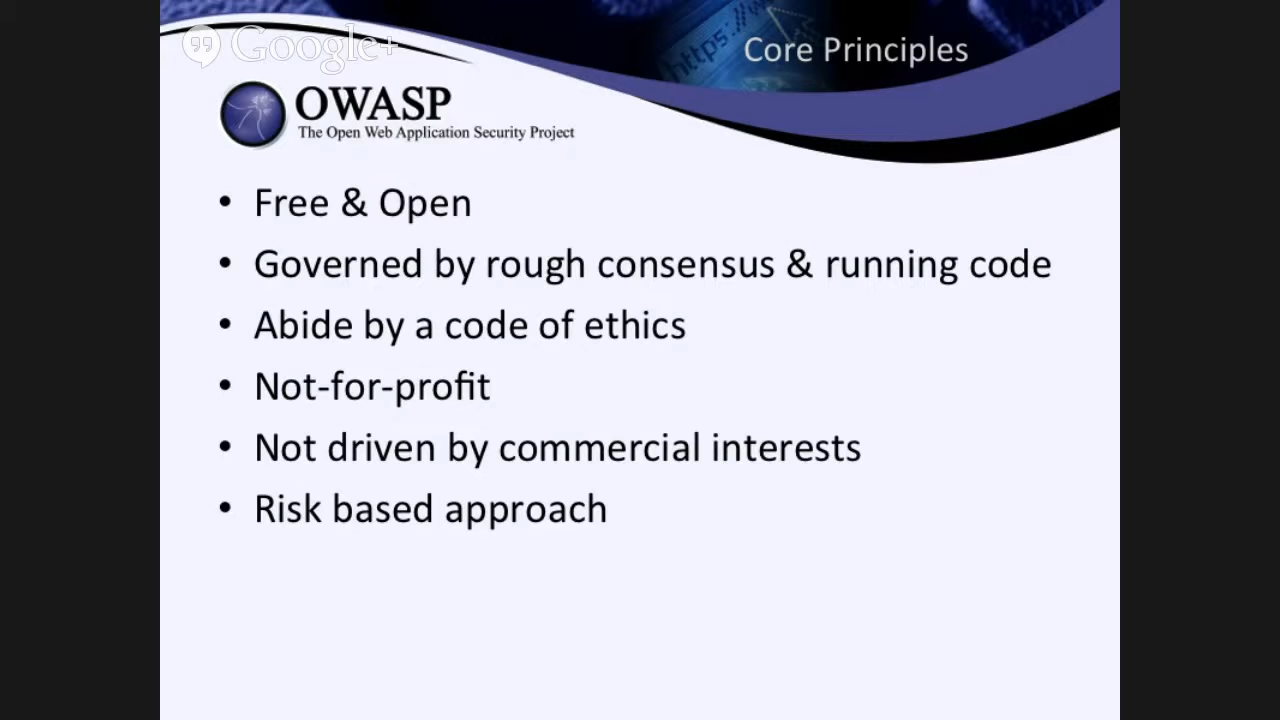 Google+
https://w
Core Principles
OWASP
The Open Web Application Security Project
• Free & Open
• Governed by rough consensus & running code
• Abide by a code of ethics
• Not-for-profit
• Not driven by commercial interests
• Risk based approach